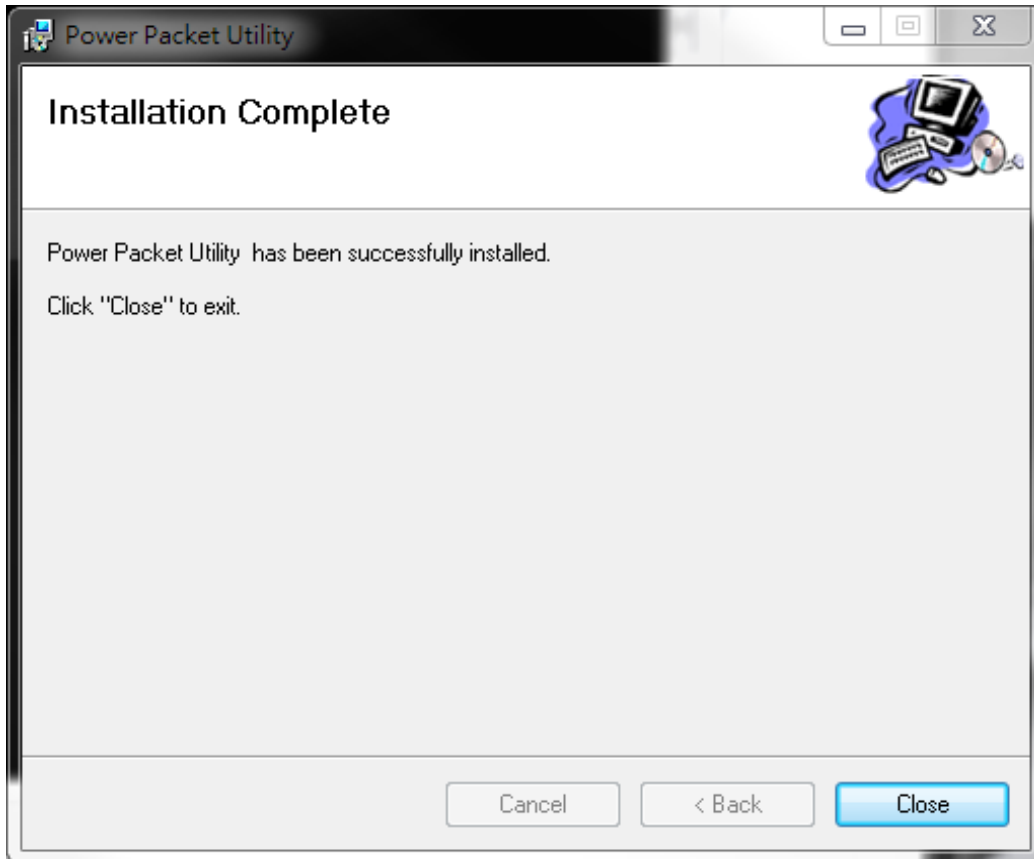 Power Packet Utility
Installation Complete
Power Packet Utility  has been successfully installed.
Click "Close" to exit.
Cancel
< Back
Close